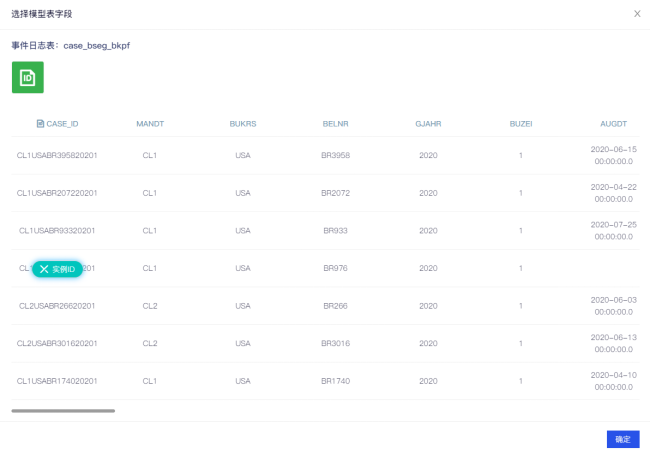 选择模型表字段
事件日志表：case_bseg_bkpf
ID
CASE_ID MANDT BUKRS BELNR GJAHR BUZEI AUGDT
CL1USABR395820201 CL1 USA BR3958 2020 1 2020-06-15 00:00:00.0
CL1USABR207220201 CL1 USA BR2072 2020 1 2020-04-22 00:00:00.0
CL1USABR93320201 CL1 USA BR933 2020 1 2020-07-25 00:00:00.0
实例ID CL1 USA BR976 2020 1
CL2USABR26620201 CL2 USA BR266 2020 1 2020-06-03 00:00:00.0
CL2USABR301620201 CL2 USA BR3016 2020 1 2020-06-13 00:00:00.0
CL1USABR174020201 CL1 USA BR1740 2020 1 2020-04-10 00:00:00.0
确定